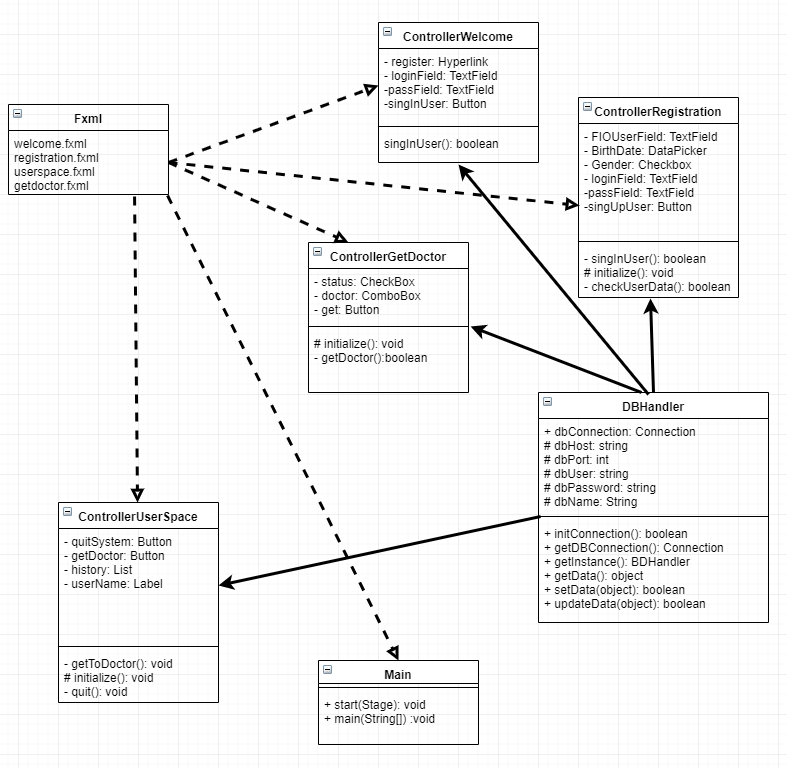 ControllerWelcome
- register: Hyperlink
- loginField: TextField
-passField: TextField
-singInUser: Button
singInUser(): boolean
Fxml
welcome.fxml
registration.fxml
userspace.fxml
getdoctor.fxml
ControllerRegistration
- FIOUserField: TextField
- BirthDate: DataPicker
- Gender: Checkbox
- loginField: TextField
-passField: TextField
-singUpUser: Button
- singInUser(): boolean
# initialize(): void
- checkUserData(): boolean
ControllerGetDoctor
- status: CheckBox
- doctor: ComboBox
- get: Button
# initialize(): void
- getDoctor():boolean
DBHandler
+ dbConnection: Connection
# dbHost: string
# dbPort: int
# dbUser: string
# dbPassword: string
# dbName: String
+ initConnection(): boolean
+ getDBConnection(): Connection
+ getInstance(): BDHandler
+ getData(): object
+ setData(object): boolean
+ updateData(object): boolean
ControllerUserSpace
- quitSystem: Button
- getDoctor: Button
- history: List
- userName: Label
- getToDoctor(): void
# initialize(): void
- quit(): void
Main
+ start(Stage): void
+ main(String[]) :void